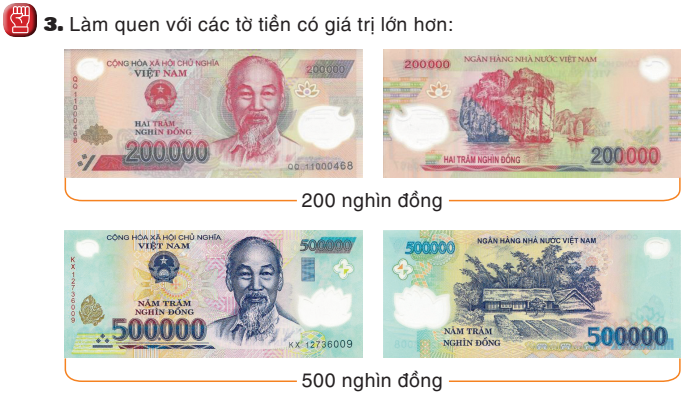 3. Làm quen với các tờ tiền có giá trị lớn hơn:
CỘNG HÒA XÃ HỘI CHỦ NGHĨA
VIỆT NAM
200000
QQ 11000468
HAI TRĂM
NGHÌN ĐỒNG
200000
QQ 11000468
NGÂN HÀNG NHÀ NƯỚC VIỆT NAM
200000
HAI TRĂM NGHÌN ĐỒNG
200000
200 nghìn đồng
CỘNG HÒA XÃ HỘI CHỦ NGHĨA
VIỆT NAM
500000
KX 12736009
NĂM TRĂM
NGHÌN ĐỒNG
500000
KX 12736009
NGÂN HÀNG NHÀ NƯỚC VIỆT NAM
500000
NĂM TRĂM
NGHÌN ĐỒNG
500000
500 nghìn đồng